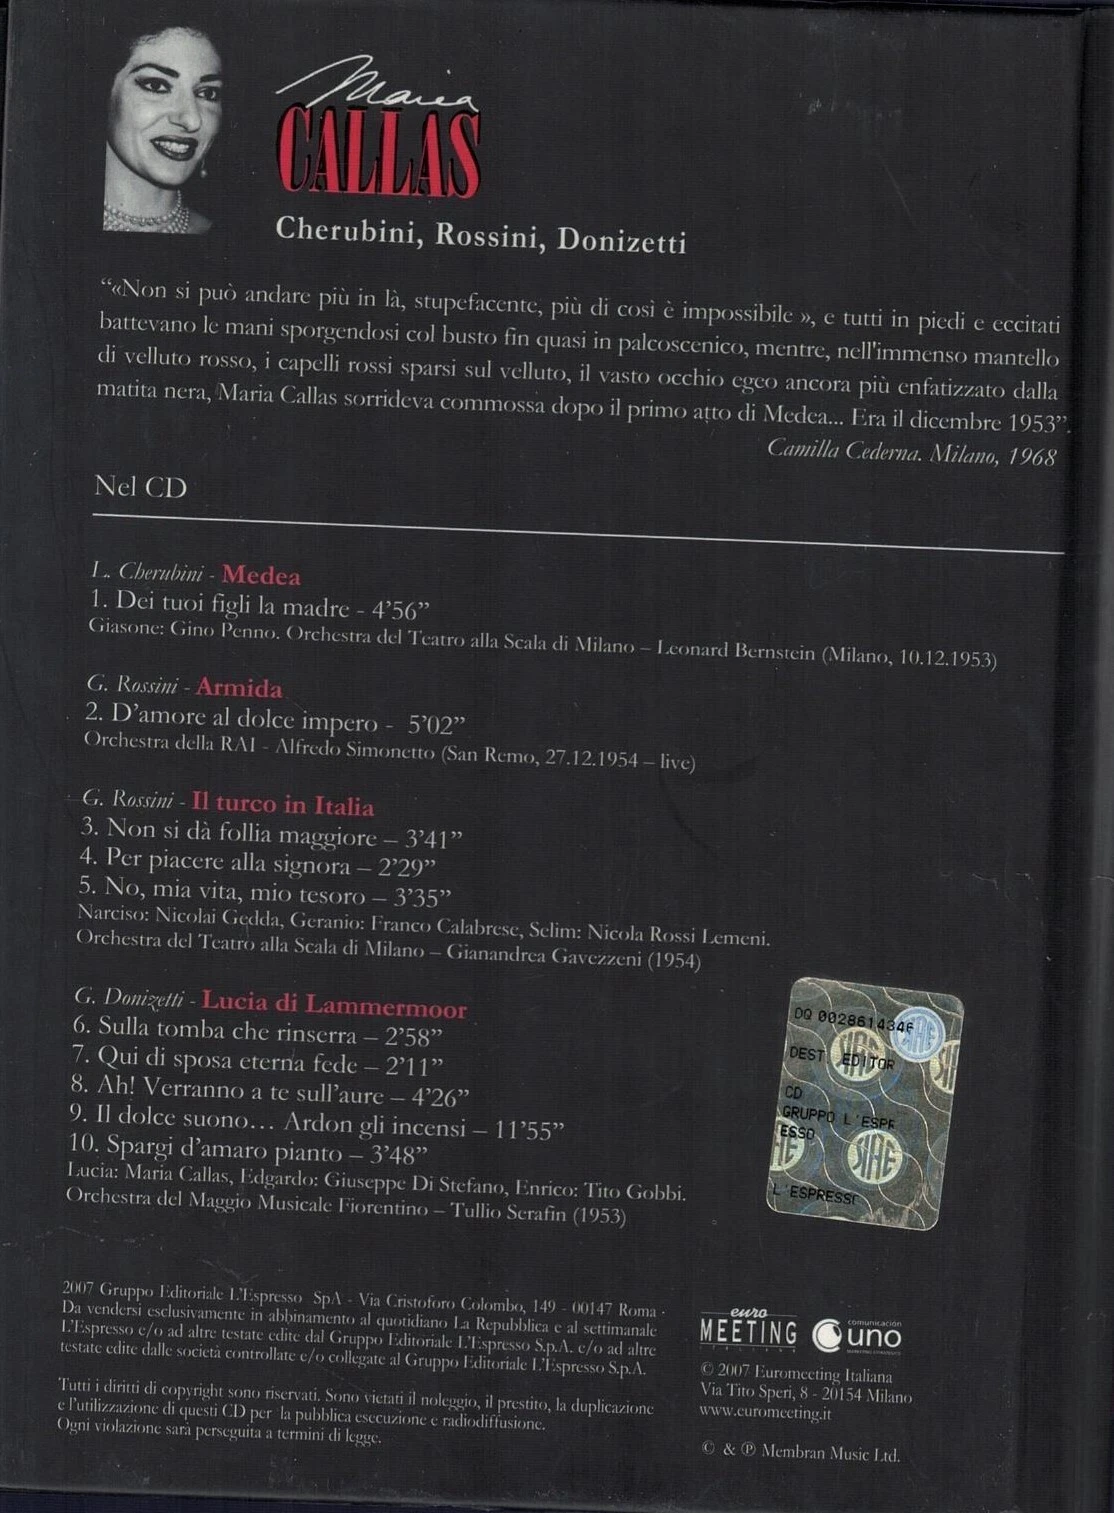 Maria
CALLAS
Cherubini, Rossini, Donizetti
“«Non si può andare più in là, stupefacente, più di così è impossibile », e tutti in piedi e eccitati
battevano le mani sporgendosi col busto fin quasi in palcoscenico, mentre, nell'immenso mantello
di velluto rosso, i capelli rossi sparsi sul velluto, il vasto occhio egeo ancora più enfatizzato dalla
matita nera, Maria Callas sorrideva commossa dopo il primo atto di Medea... Era il dicembre 1953”.
Camilla Cederna. Milano, 1968
Nel CD
L. Cherubini - Medea
1. Dei tuoi figli la madre - 4’56”
Giasone: Gino Penno. Orchestra del Teatro alla Scala di Milano – Leonard Bernstein (Milano, 10.12.1953)
G. Rossini - Armida
2. D’amore al dolce impero - 5’02”
Orchestra della RAI - Alfredo Simonetto (San Remo, 27.12.1954 – live)
G. Rossini - Il turco in Italia
3. Non si dà follia maggiore – 3’41”
4. Per piacere alla signora – 2’29”
5. No, mia vita, mio tesoro – 3’35”
Narciso: Nicolai Gedda, Geranio: Franco Calabrese, Selim: Nicola Rossi Lemeni.
Orchestra del Teatro alla Scala di Milano – Gianandrea Gavezzeni (1954)
G. Donizetti - Lucia di Lammermoor
6. Sulla tomba che rinserra – 2’58”
7. Qui di sposa eterna fede – 2’11”
8. Ah! Verranno a te sull’aure – 4’26”
9. Il dolce suono… Ardon gli incensi – 11’55”
10. Spargi d’amaro pianto – 3’48”
Lucia: Maria Callas, Edgardo: Giuseppe Di Stefano, Enrico: Tito Gobbi.
Orchestra del Maggio Musicale Fiorentino – Tullio Serafin (1953)
DQ 0028614346
DEST. EDITOR
CD
GRUPPO L'ESPR
ESSO
L'ESPRESSO
SIAE
2007 Gruppo Editoriale L’Espresso SpA - Via Cristoforo Colombo, 149 - 00147 Roma -
Da vendersi esclusivamente in abbinamento al quotidiano La Repubblica e al settimanale
L’Espresso e/o ad altre testate edite dal Gruppo Editoriale L’Espresso S.p.A. e/o ad altre
testate edite dalle società controllate e/o collegate al Gruppo Editoriale L’Espresso S.p.A.
Tutti i diritti di copyright sono riservati. Sono vietati il noleggio, il prestito, la duplicazione
e l’utilizzazione di questi CD per la pubblica esecuzione e radiodiffusione.
Ogni violazione sarà perseguita a termini di legge.
euro
MEETING
comunicación
uno
© 2007 Euromeeting Italiana
Via Tito Speri, 8 - 20154 Milano
www.euromeeting.it
© & ℗ Membran Music Ltd.